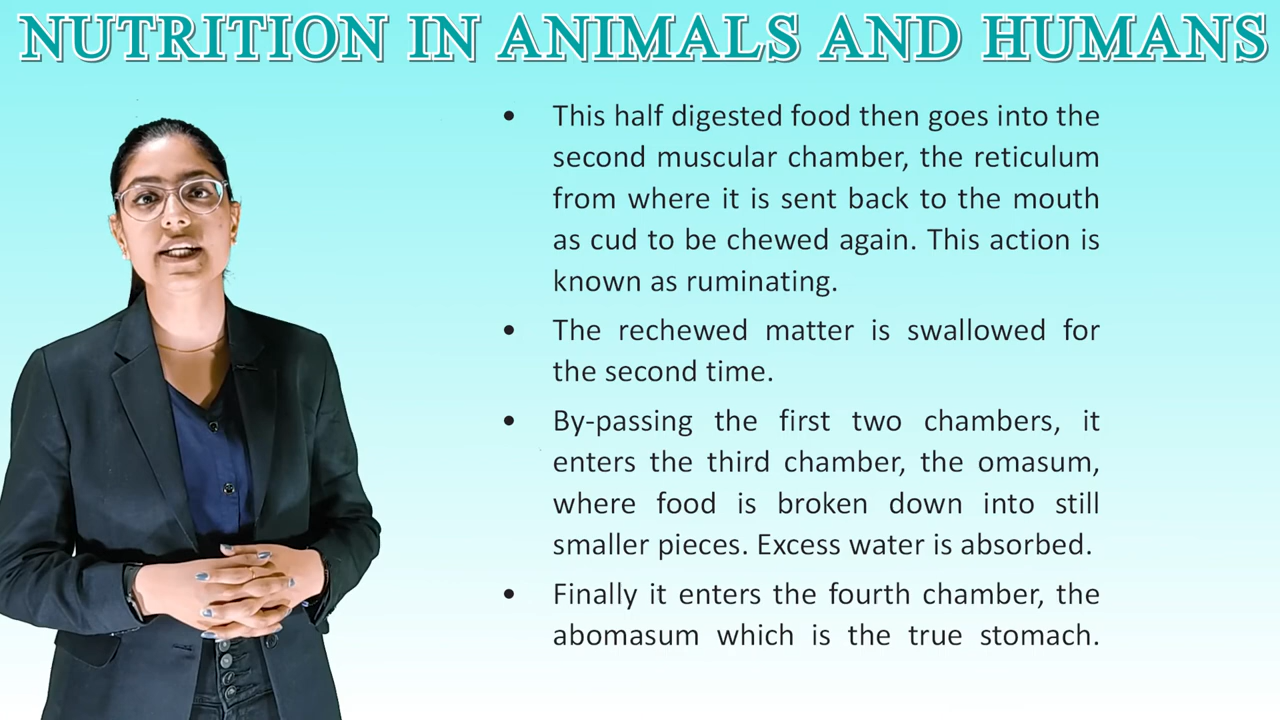 NUTRITION IN ANIMALS AND HUMANS
• This half digested food then goes into the
second muscular chamber, the reticulum
from where it is sent back to the mouth
as cud to be chewed again. This action is
known as ruminating.
• The rechewed matter is swallowed for
the second time.
• By-passing the first two chambers, it
enters the third chamber, the omasum,
where food is broken down into still
smaller pieces. Excess water is absorbed.
• Finally it enters the fourth chamber, the
abomasum which is the true stomach.